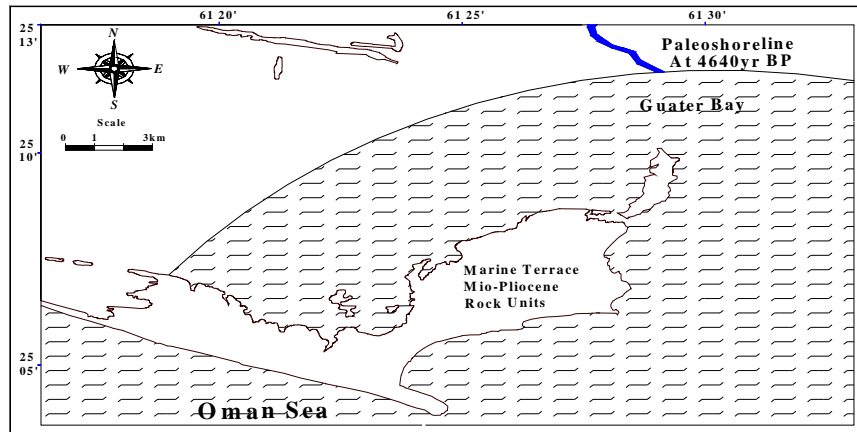 61 20' 61 25' 61 30'
25
13'
Paleoshoreline
At 4640yr BP
N
W E
S
Guater Bay
Scale
0 1 3km
25
10'
Marine Terrace
Mio-Pliocene
Rock Units
25
05'
Oman Sea